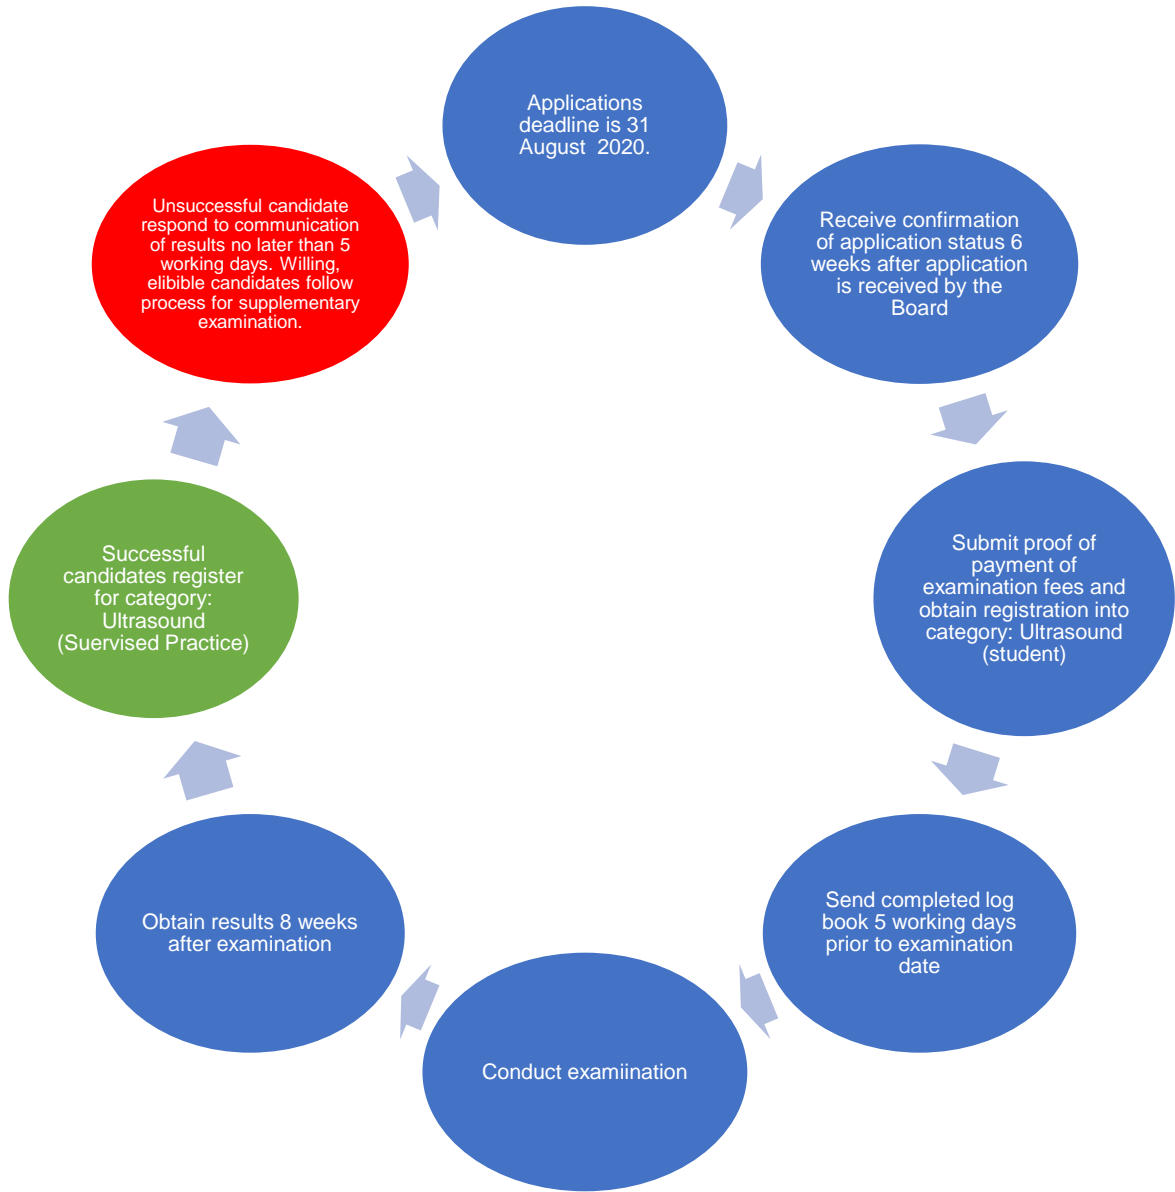 Applications
deadline is 31
August  2020.
Receive confirmation
of application status 6
weeks after application
is received by the
Board
Submit proof of
payment of
examination fees and
obtain registration into
category: Ultrasound
(student)
Send completed log
book 5 working days
prior to examination
date
Conduct examiination
Obtain results 8 weeks
after examination
Successful
candidates register
for category:
Ultrasound
(Suervised Practice)
Unsuccessful candidate
respond to communication
of results no later than 5
working days. Willing,
elibible candidates follow
process for supplementary
examination.